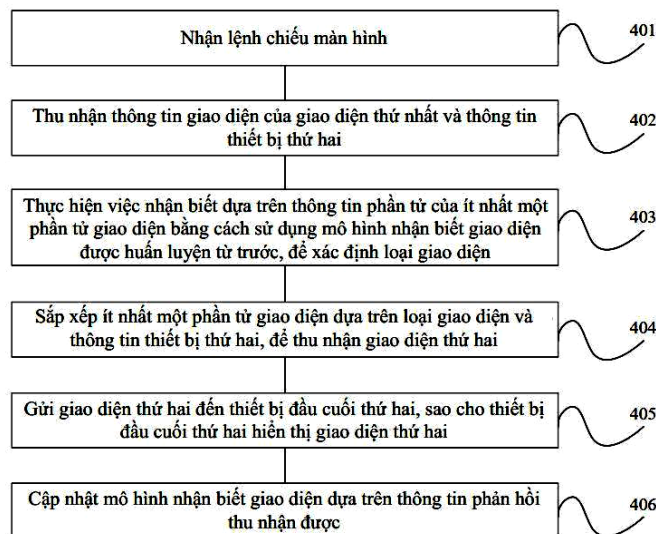 Nhận lệnh chiếu màn hình
401
Thu nhận thông tin giao diện của giao diện thứ nhất và thông tin
thiết bị thứ hai
402
Thực hiện việc nhận biết dựa trên thông tin phần tử của ít nhất một
phần tử giao diện bằng cách sử dụng mô hình nhận biết giao diện
được huấn luyện từ trước, để xác định loại giao diện
403
Sắp xếp ít nhất một phần tử giao diện dựa trên loại giao diện và
thông tin thiết bị thứ hai, để thu nhận giao diện thứ hai
404
Gửi giao diện thứ hai đến thiết bị đầu cuối thứ hai, sao cho thiết bị
đầu cuối thứ hai hiển thị giao diện thứ hai
405
Cập nhật mô hình nhận biết giao diện dựa trên thông tin phản hồi
thu nhận được
406